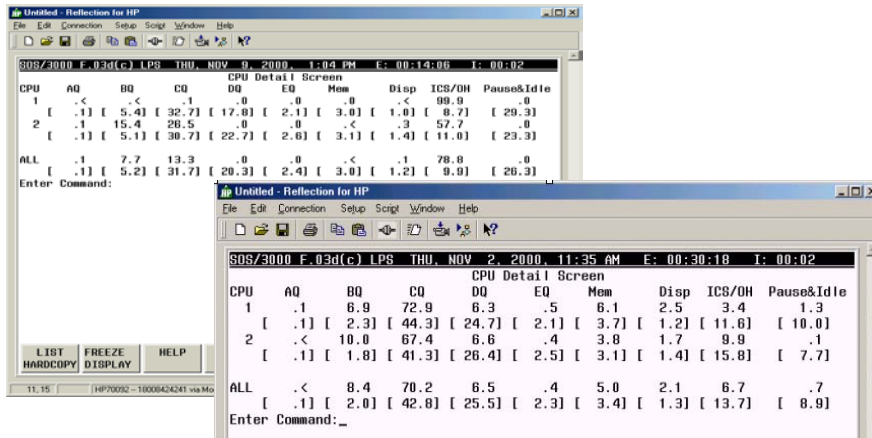 Untitled - Reflection for HP
File Edit Connection Setup Script Window Help
SOS/3000 F.03d(c) LPS THU, NOV 9, 2000, 1:04 PM E: 00:14:06 I: 00:02
CPU Detail Screen
CPU AQ BQ CQ DQ EQ Mem Disp ICS/OH Pause&Idle
1 .< .< .1 .0 .0 .0 .< 99.9 .0
[ .1] [ 5.4] [ 32.7] [ 17.8] [ 2.1] [ 3.0] [ 1.0] [ 8.7] [ 29.3]
2 .1 15.4 26.5 .0 .0 .< .3 57.7 .0
[ .1] [ 5.1] [ 30.7] [ 22.7] [ 2.6] [ 3.1] [ 1.4] [ 11.0] [ 23.3]
ALL .1 7.7 13.3 .0 .0 .< .1 78.8 .0
[ .1] [ 5.2] [ 31.7] [ 20.3] [ 2.4] [ 3.0] [ 1.2] [ 9.9] [ 26.3]
Enter Command:
LIST HARDCOPY
FREEZE DISPLAY
HELP
11, 15 HP70092 -- 18008424241 via Mo
Untitled - Reflection for HP
File Edit Connection Setup Script Window Help
SOS/3000 F.03d(c) LPS THU, NOV 2, 2000, 11:35 AM E: 00:30:18 I: 00:02
CPU Detail Screen
CPU AQ BQ CQ DQ EQ Mem Disp ICS/OH Pause&Idle
1 .1 6.9 72.9 6.3 .5 6.1 2.5 3.4 1.3
[ .1] [ 2.3] [ 44.3] [ 24.7] [ 2.1] [ 3.7] [ 1.2] [ 11.6] [ 10.0]
2 .< 10.0 67.4 6.6 .4 3.8 1.7 9.9 .1
[ .1] [ 1.8] [ 41.3] [ 26.4] [ 2.5] [ 3.1] [ 1.4] [ 15.8] [ 7.7]
ALL .< 8.4 70.2 6.5 .4 5.0 2.1 6.7 .7
[ .1] [ 2.0] [ 42.8] [ 25.5] [ 2.3] [ 3.4] [ 1.3] [ 13.7] [ 8.9]
Enter Command:_